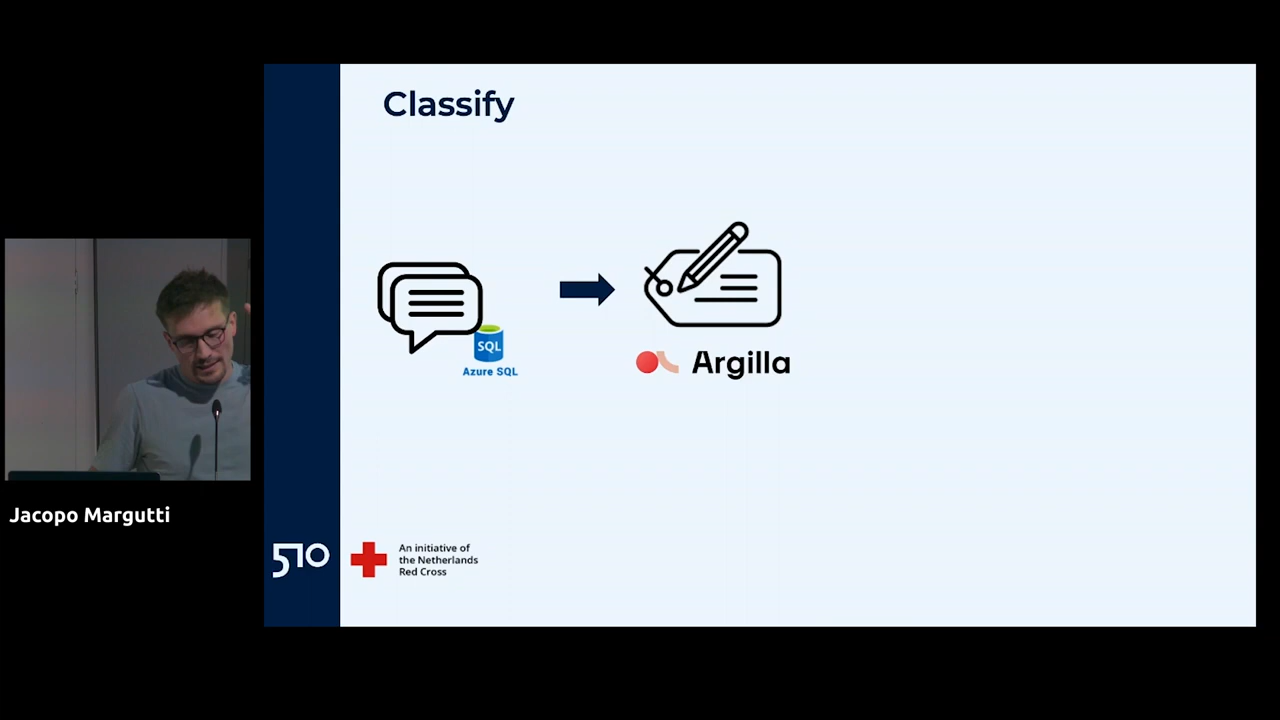 Classify
SQL
Azure SQL
Argilla
Jacopo Margutti
510
An initiative of
the Netherlands
Red Cross